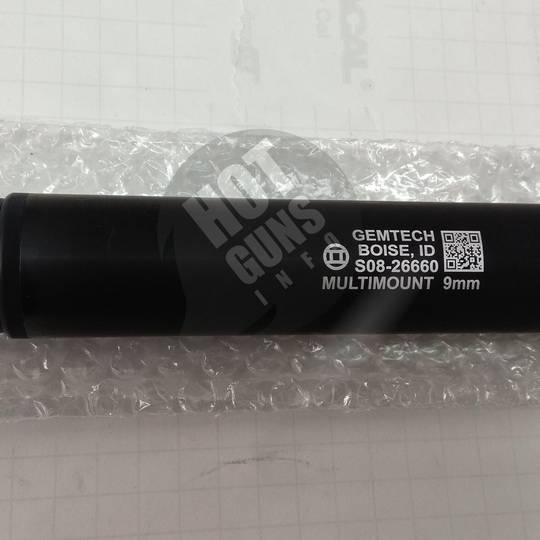 HOT
GUNS
INFO
GEMTECH
BOISE, ID
S08-26660
MULTIMOUNT 9mm